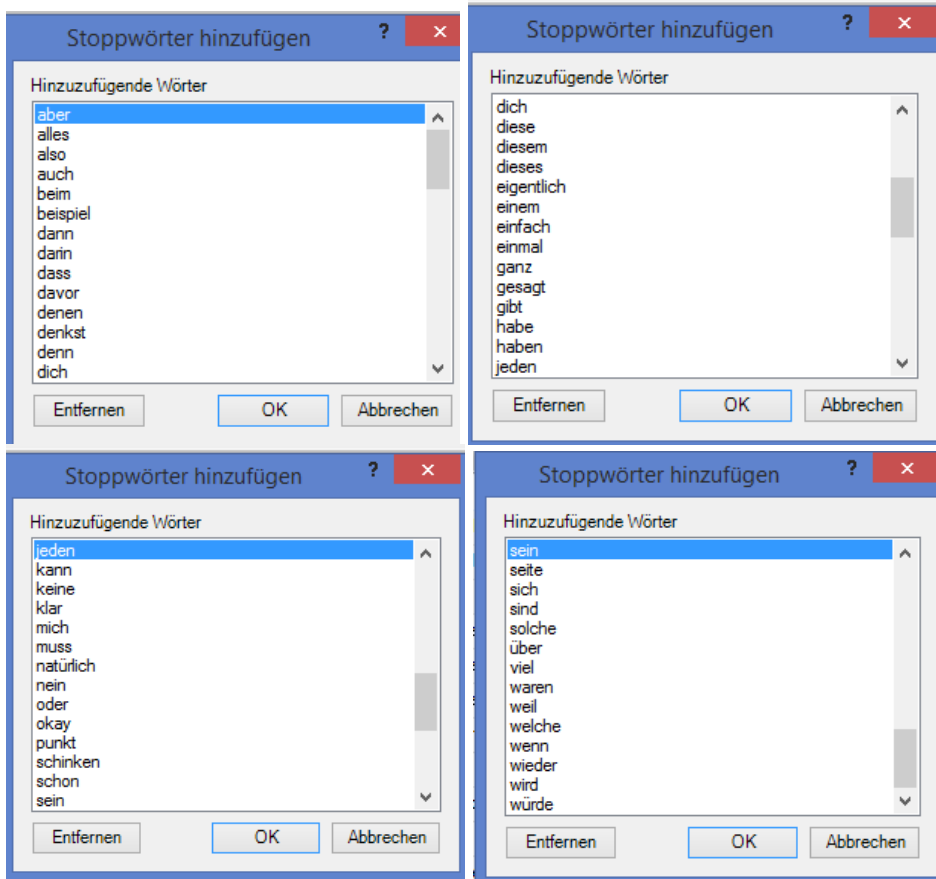 Stoppwörter hinzufügen
?
×
Hinzuzufügende Wörter
aber
alles
also
auch
beim
beispiel
dann
darin
dass
davor
denen
denkst
denn
dich
Entfernen
OK
Abbrechen
Stoppwörter hinzufügen
?
×
Hinzuzufügende Wörter
dich
diese
diesem
dieses
eigentlich
einem
einfach
einmal
ganz
gesagt
gibt
habe
haben
jeden
Entfernen
OK
Abbrechen
Stoppwörter hinzufügen
?
×
Hinzuzufügende Wörter
jeden
kann
keine
klar
mich
muss
natürlich
nein
oder
okay
punkt
schinken
schon
sein
Entfernen
OK
Abbrechen
Stoppwörter hinzufügen
?
×
Hinzuzufügende Wörter
sein
seite
sich
sind
solche
über
viel
waren
weil
welche
wenn
wieder
wird
würde
Entfernen
OK
Abbrechen